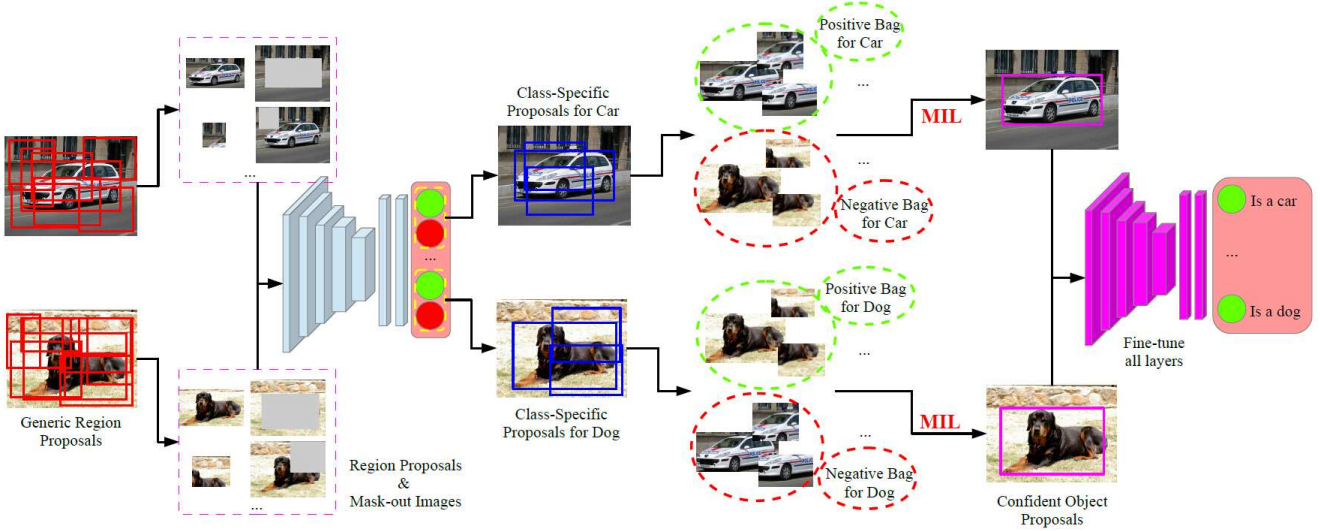 Positive Bag
for Car
...
Class-Specific
Proposals for Car
MIL
...
...
Negative Bag
for Car
Is a car
...
Is a dog
...
Positive Bag
for Dog
...
Fine-tune
all layers
Generic Region
Proposals
Class-Specific
Proposals for Dog
MIL
...
Region Proposals
&
Mask-out Images
...
Negative Bag
for Dog
Confident Object
Proposals